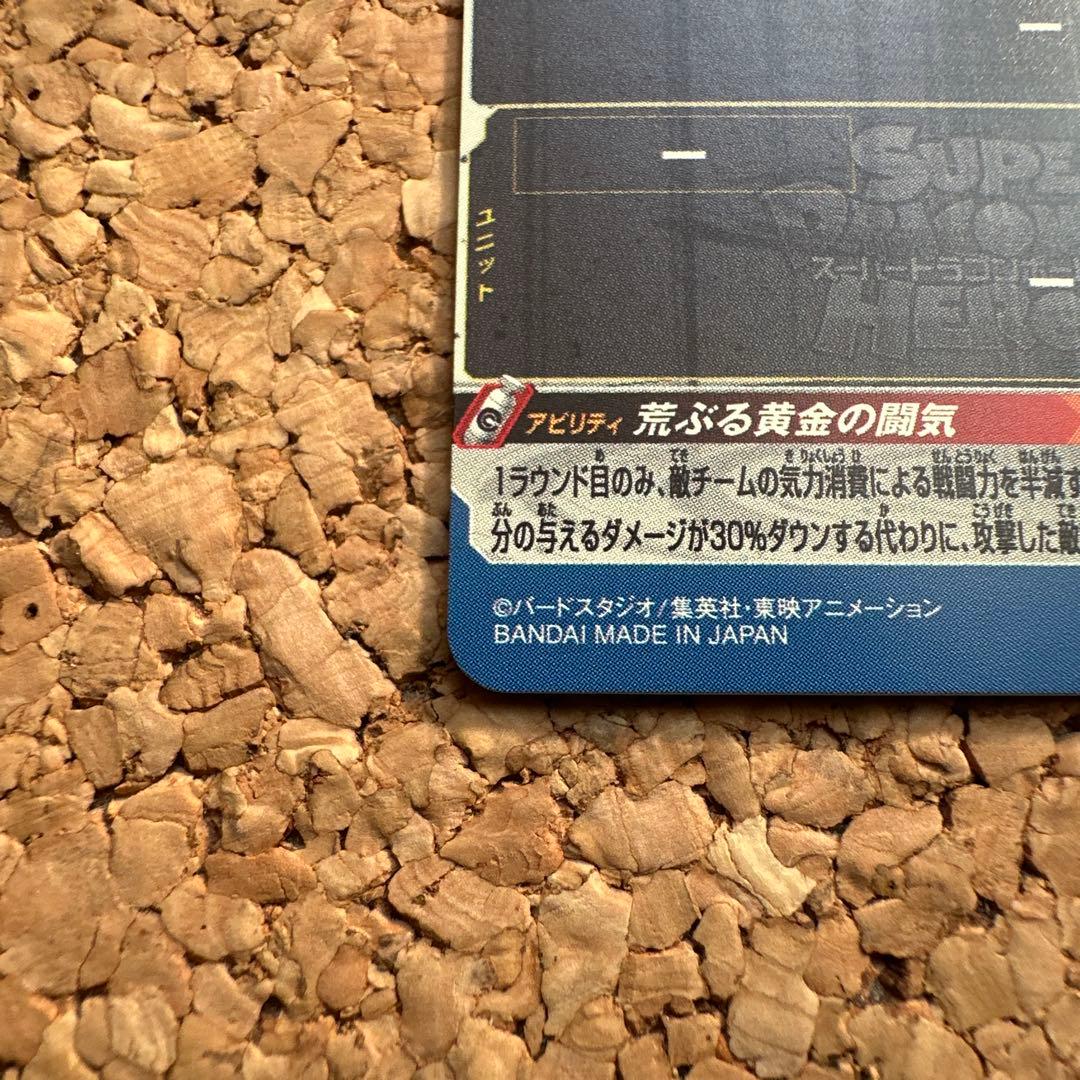 ー
ー
SUPE
ユニット
ー
スーパードラゴン
HERO
アビリティ 荒ぶる黄金の闘気
1ラウンド目のみ、敵チームの気力消費による戦闘力を半減す
分の与えるダメージが30%ダウンする代わりに、攻撃した敵
©バードスタジオ/集英社・東映アニメーション
BANDAI MADE IN JAPAN